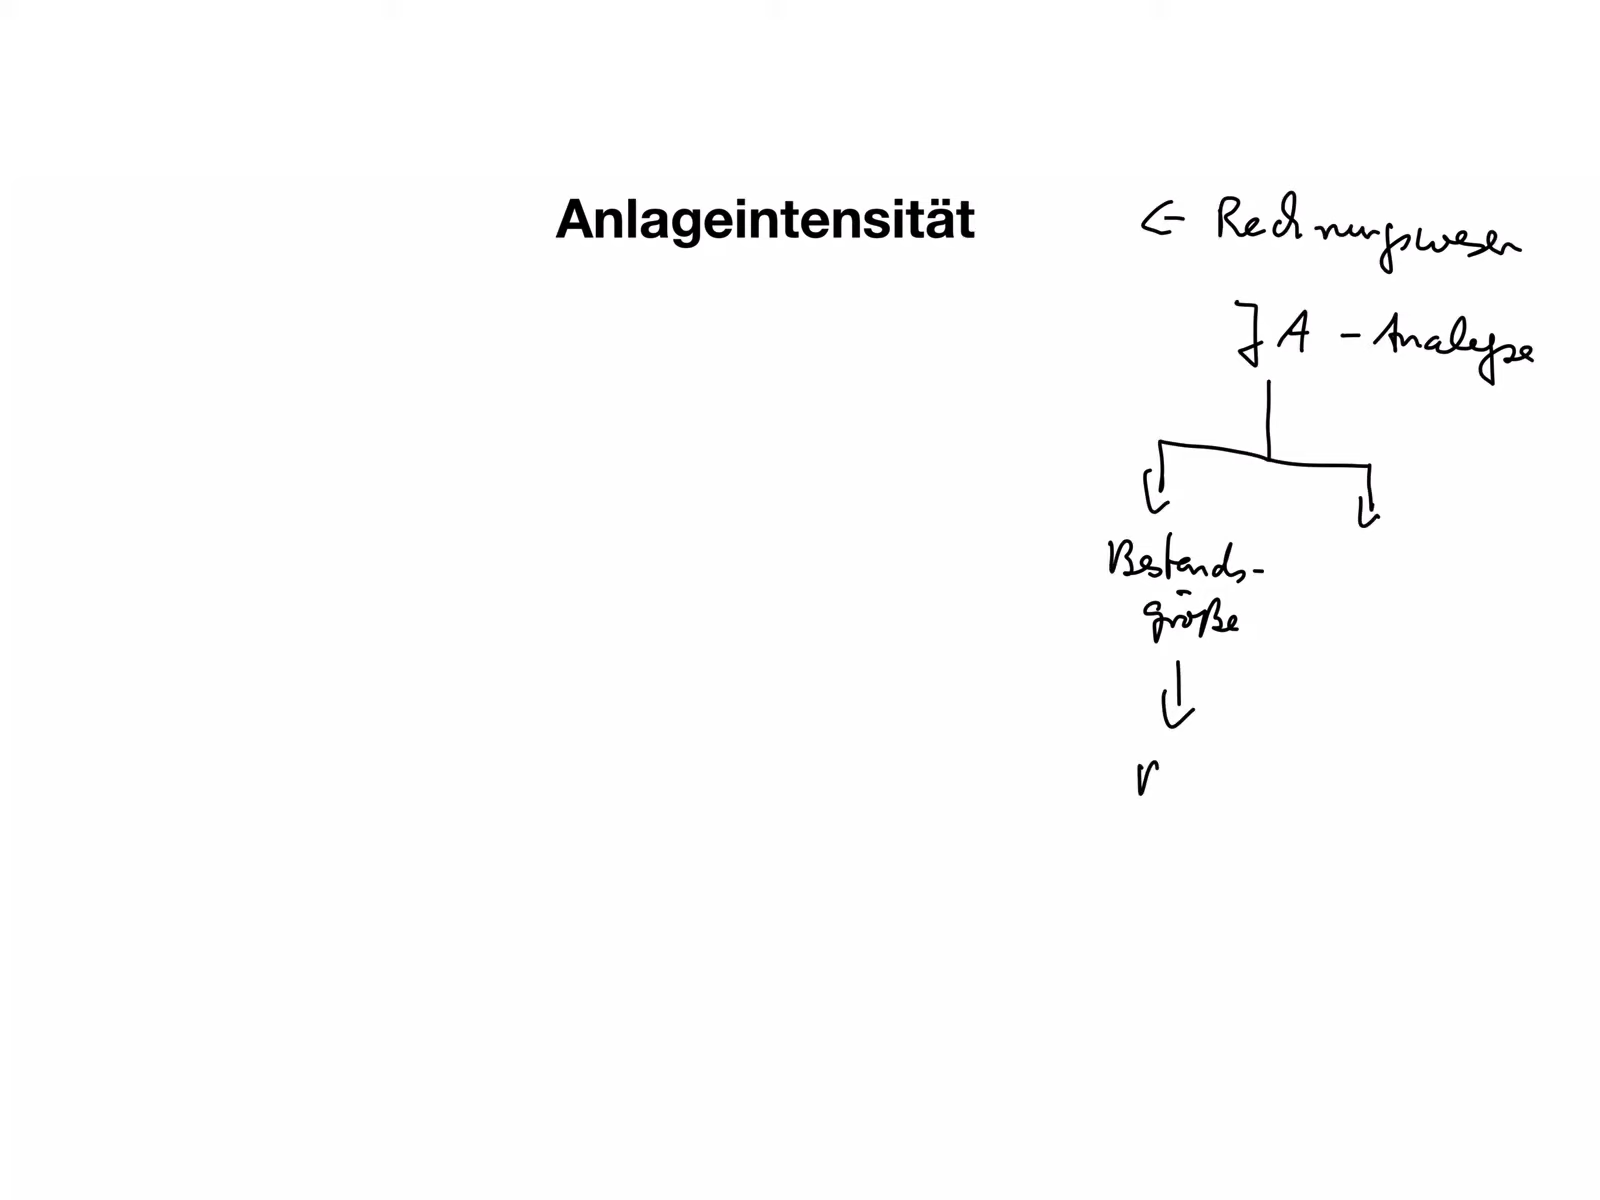 Anlageintensität
← Rechnungswesen
JA - Analyse
Bestands-
größe